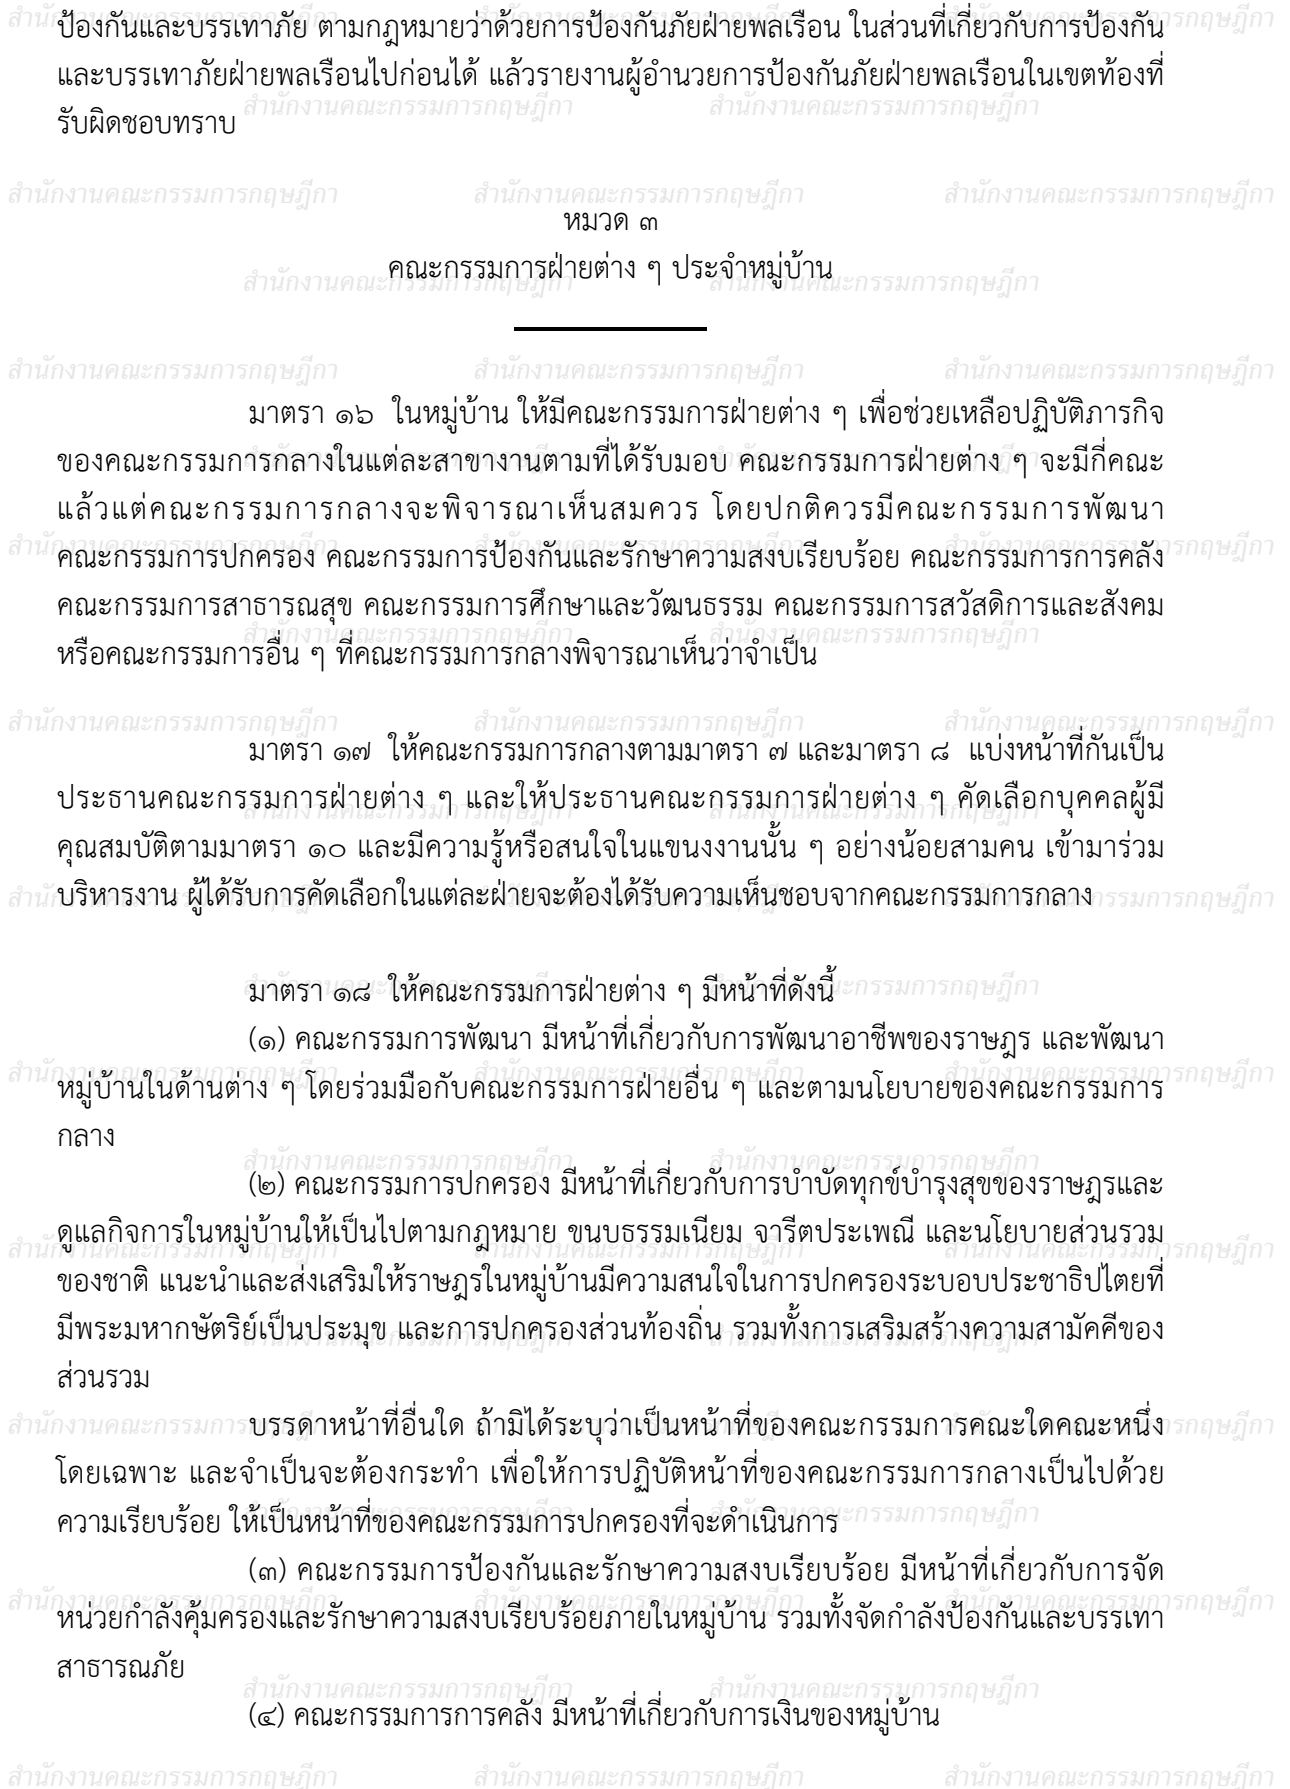 ป้องกันและบรรเทาภัย ตามกฎหมายว่าด้วยการป้องกันภัยฝ่ายพลเรือน ในส่วนที่เกี่ยวกับการป้องกัน
และบรรเทาภัยฝ่ายพลเรือนไปก่อนได้ แล้วรายงานผู้อำนวยการป้องกันภัยฝ่ายพลเรือนในเขตท้องที่
รับผิดชอบทราบ
หมวด ๓
คณะกรรมการฝ่ายต่าง ๆ ประจำหมู่บ้าน
มาตรา ๑๖  ในหมู่บ้าน ให้มีคณะกรรมการฝ่ายต่าง ๆ เพื่อช่วยเหลือปฏิบัติภารกิจ
ของคณะกรรมการกลางในแต่ละสาขางานตามที่ได้รับมอบ คณะกรรมการฝ่ายต่าง ๆ จะมีกี่คณะ
แล้วแต่คณะกรรมการกลางจะพิจารณาเห็นสมควร โดยปกติควรมีคณะกรรมการพัฒนา
คณะกรรมการปกครอง คณะกรรมการป้องกันและรักษาความสงบเรียบร้อย คณะกรรมการการคลัง
คณะกรรมการสาธารณสุข คณะกรรมการศึกษาและวัฒนธรรม คณะกรรมการสวัสดิการและสังคม
หรือคณะกรรมการอื่น ๆ ที่คณะกรรมการกลางพิจารณาเห็นว่าจำเป็น
มาตรา ๑๗  ให้คณะกรรมการกลางตามมาตรา ๗ และมาตรา ๘  แบ่งหน้าที่กันเป็น
ประธานคณะกรรมการฝ่ายต่าง ๆ และให้ประธานคณะกรรมการฝ่ายต่าง ๆ คัดเลือกบุคคลผู้มี
คุณสมบัติตามมาตรา ๑๐ และมีความรู้หรือสนใจในแขนงงานนั้น ๆ อย่างน้อยสามคน เข้ามาร่วม
บริหารงาน ผู้ได้รับการคัดเลือกในแต่ละฝ่ายจะต้องได้รับความเห็นชอบจากคณะกรรมการกลาง
มาตรา ๑๘  ให้คณะกรรมการฝ่ายต่าง ๆ มีหน้าที่ดังนี้
(๑) คณะกรรมการพัฒนา มีหน้าที่เกี่ยวกับการพัฒนาอาชีพของราษฎร และพัฒนา
หมู่บ้านในด้านต่าง ๆ โดยร่วมมือกับคณะกรรมการฝ่ายอื่น ๆ และตามนโยบายของคณะกรรมการ
กลาง
(๒) คณะกรรมการปกครอง มีหน้าที่เกี่ยวกับการบำบัดทุกข์บำรุงสุขของราษฎรและ
ดูแลกิจการในหมู่บ้านให้เป็นไปตามกฎหมาย ขนบธรรมเนียม จารีตประเพณี และนโยบายส่วนรวม
ของชาติ แนะนำและส่งเสริมให้ราษฎรในหมู่บ้านมีความสนใจในการปกครองระบอบประชาธิปไตยที่
มีพระมหากษัตริย์เป็นประมุข และการปกครองส่วนท้องถิ่น รวมทั้งการเสริมสร้างความสามัคคีของ
ส่วนรวม
บรรดาหน้าที่อื่นใด ถ้ามิได้ระบุว่าเป็นหน้าที่ของคณะกรรมการคณะใดคณะหนึ่ง
โดยเฉพาะ และจำเป็นจะต้องกระทำ เพื่อให้การปฏิบัติหน้าที่ของคณะกรรมการกลางเป็นไปด้วย
ความเรียบร้อย ให้เป็นหน้าที่ของคณะกรรมการปกครองที่จะดำเนินการ
(๓) คณะกรรมการป้องกันและรักษาความสงบเรียบร้อย มีหน้าที่เกี่ยวกับการจัด
หน่วยกำลังคุ้มครองและรักษาความสงบเรียบร้อยภายในหมู่บ้าน รวมทั้งจัดกำลังป้องกันและบรรเทา
สาธารณภัย
(๔) คณะกรรมการการคลัง มีหน้าที่เกี่ยวกับการเงินของหมู่บ้าน